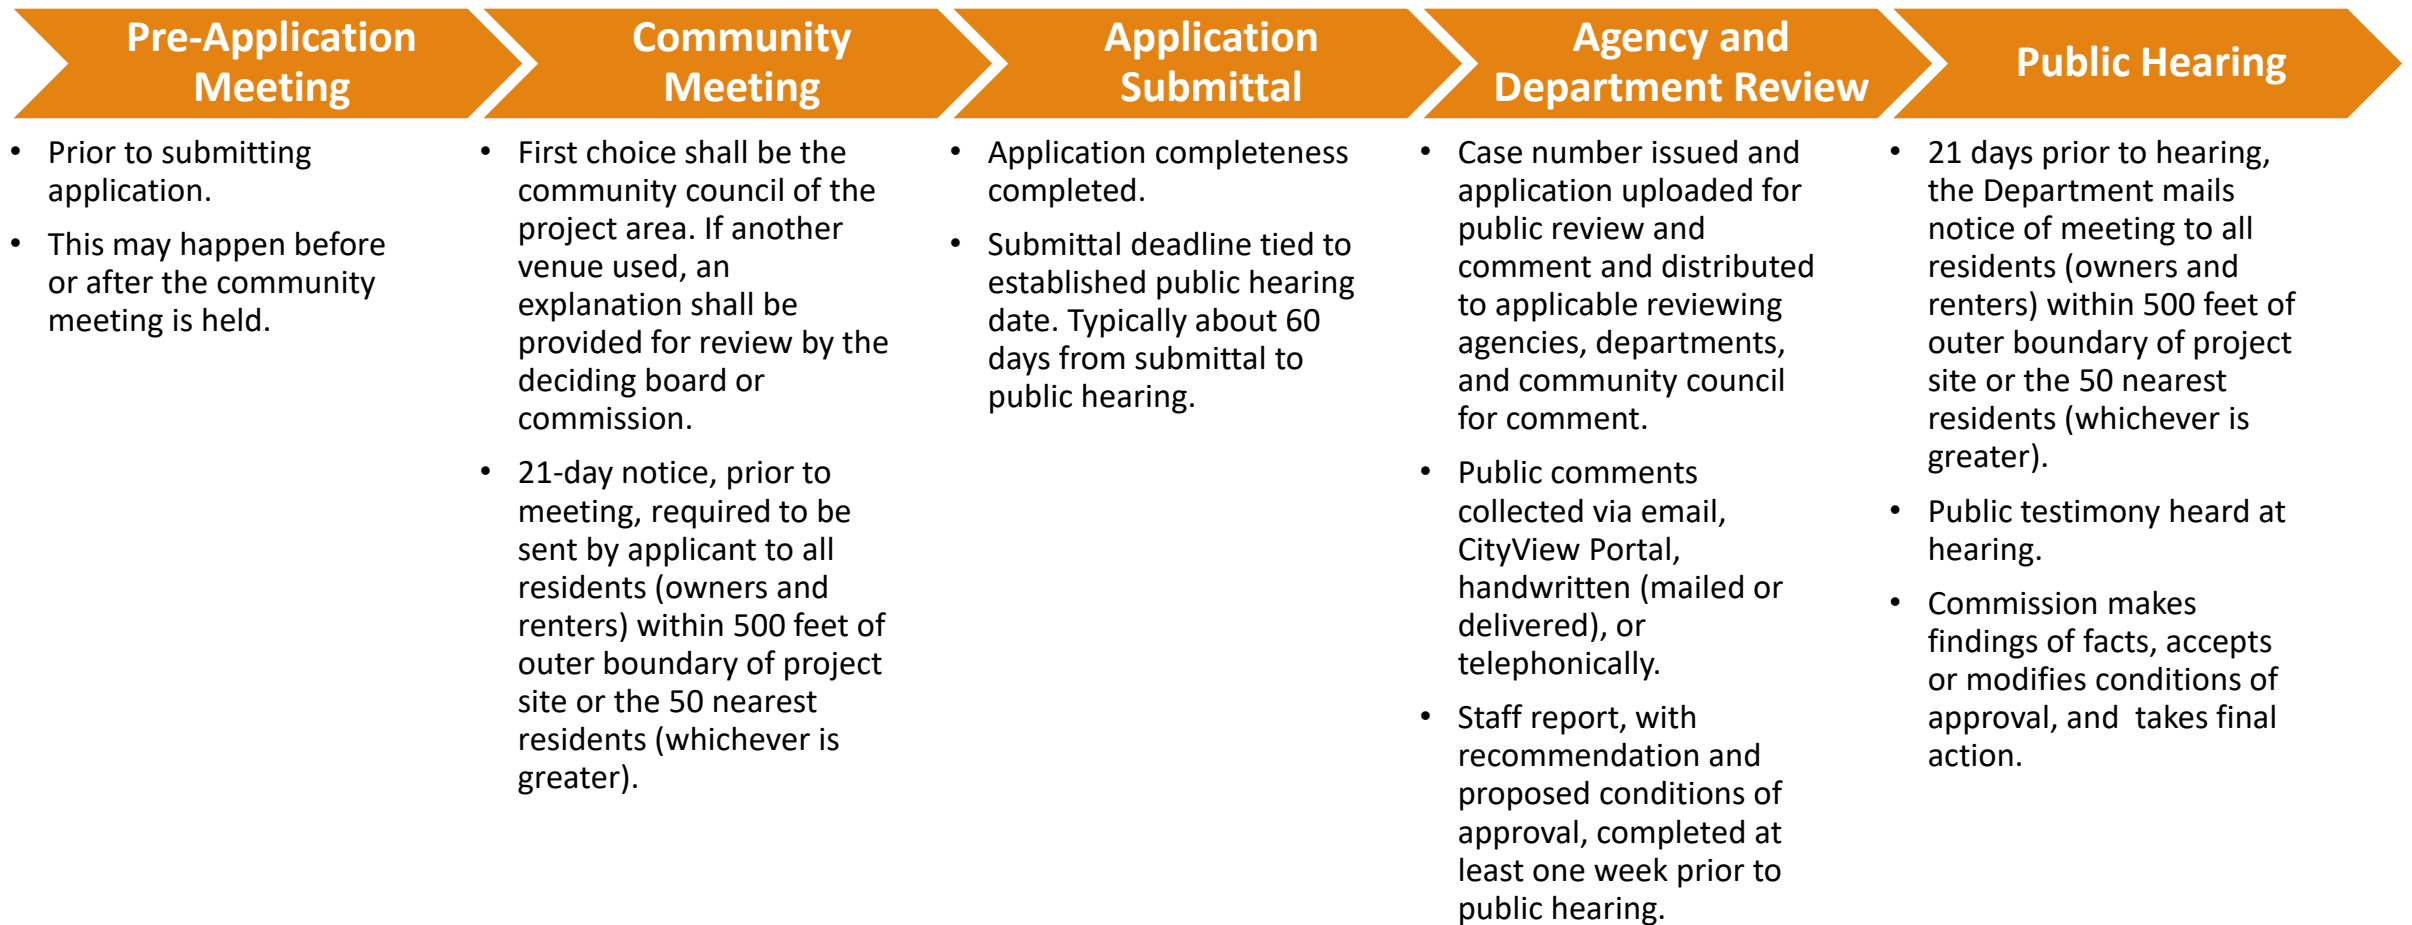 Pre-Application
Meeting
• Prior to submitting
application.
• This may happen before
or after the community
meeting is held.
Community
Meeting
• First choice shall be the
community council of the
project area. If another
venue used, an
explanation shall be
provided for review by the
deciding board or
commission.
• 21-day notice, prior to
meeting, required to be
sent by applicant to all
residents (owners and
renters) within 500 feet of
outer boundary of project
site or the 50 nearest
residents (whichever is
greater).
Application
Submittal
• Application completeness
completed.
• Submittal deadline tied to
established public hearing
date. Typically about 60
days from submittal to
public hearing.
Agency and
Department Review
• Case number issued and
application uploaded for
public review and
comment and distributed
to applicable reviewing
agencies, departments,
and community council
for comment.
• Public comments
collected via email,
CityView Portal,
handwritten (mailed or
delivered), or
telephonically.
• Staff report, with
recommendation and
proposed conditions of
approval, completed at
least one week prior to
public hearing.
Public Hearing
• 21 days prior to hearing,
the Department mails
notice of meeting to all
residents (owners and
renters) within 500 feet of
outer boundary of project
site or the 50 nearest
residents (whichever is
greater).
• Public testimony heard at
hearing.
• Commission makes
findings of facts, accepts
or modifies conditions of
approval, and  takes final
action.